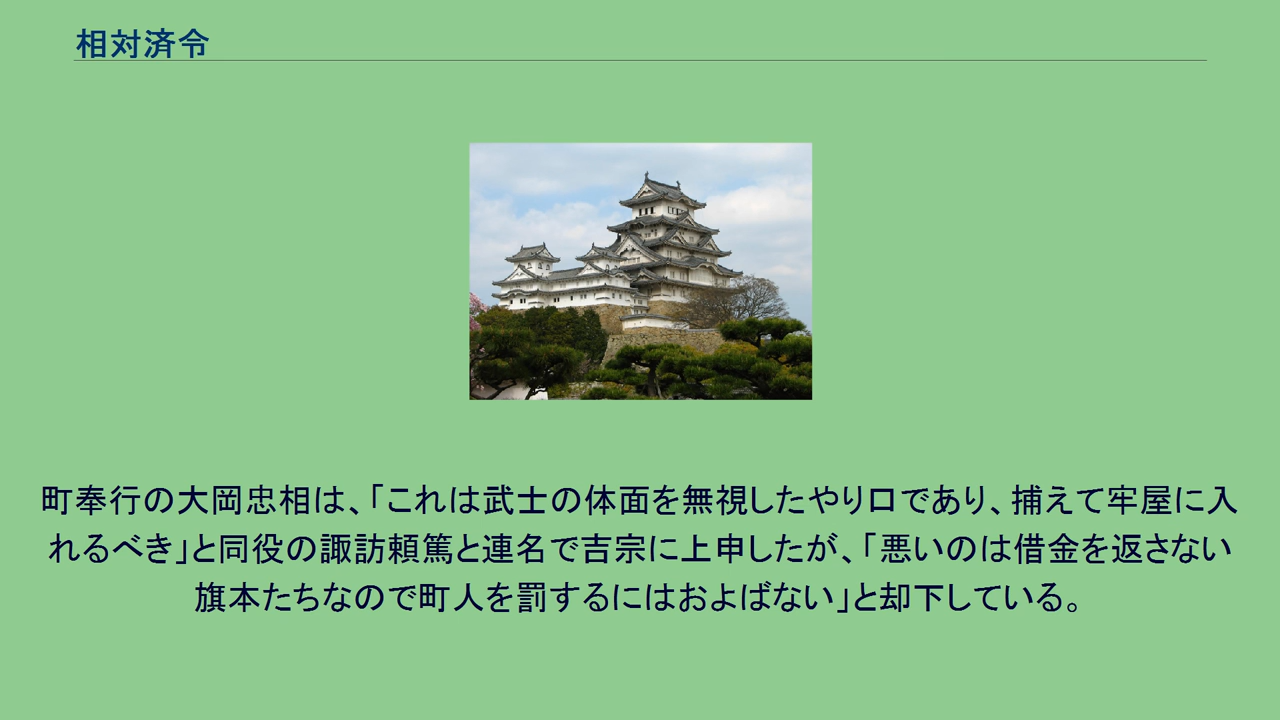 相対済令
町奉行の大岡忠相は、「これは武士の体面を無視したやり口であり、捕えて牢屋に入
れるべき」と同役の諏訪頼篤と連名で吉宗に上申したが、「悪いのは借金を返さない
旗本たちなので町人を罰するにはおよばない」と却下している。